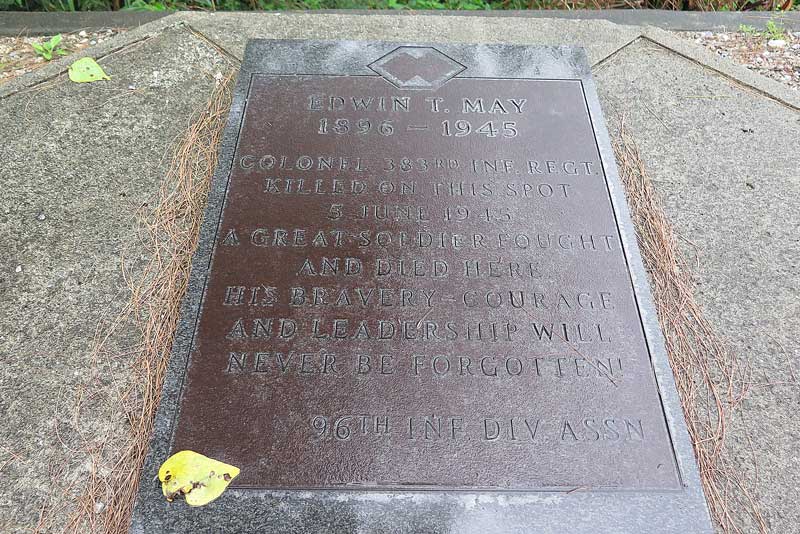 EDWIN T. MAY
1896 – 1945
COLONEL 383RD INF. REGT.
KILLED ON THIS SPOT
5 JUNE 1945
A GREAT SOLDIER FOUGHT
AND DIED HERE
HIS BRAVERY – COURAGE
AND LEADERSHIP WILL
NEVER BE FORGOTTEN!
96TH INF DIV ASSN